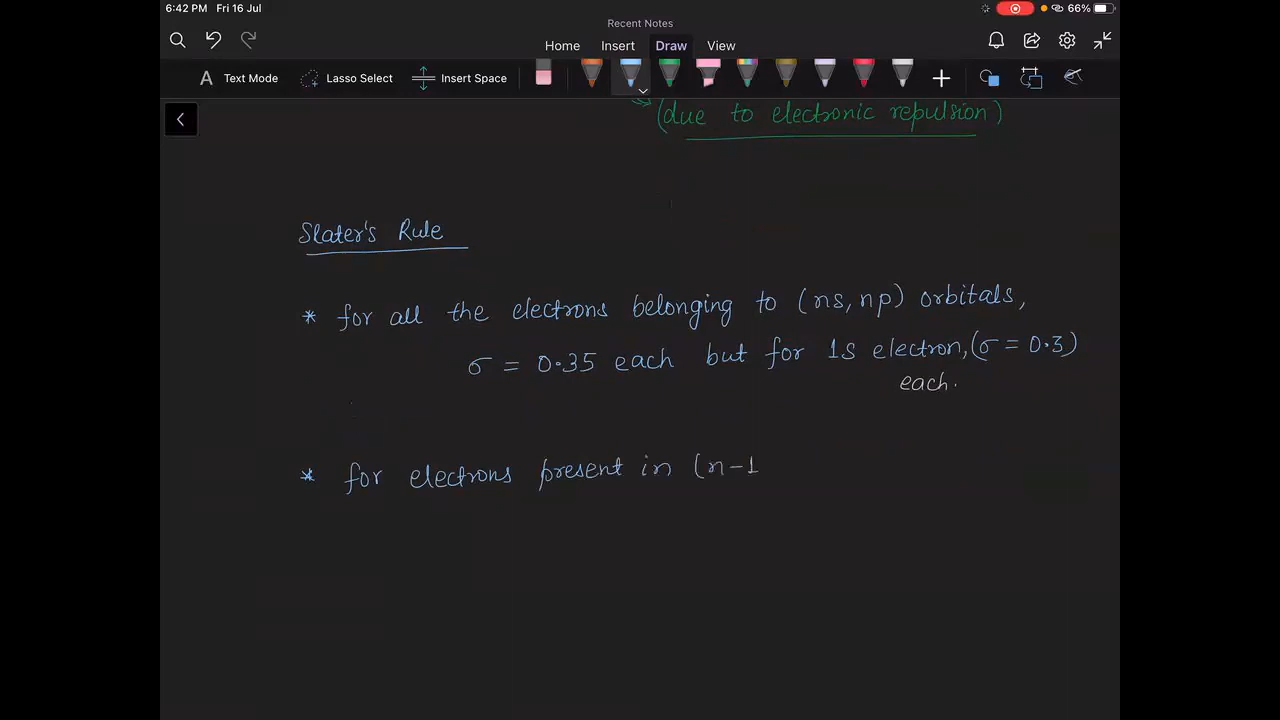 6:42 PM Fri 16 Jul
66%
Recent Notes
Home Insert Draw View
A Text Mode Lasso Select Insert Space
(due to electronic repulsion)
Slater's Rule
* for all the electrons belonging to (ns, np) orbitals,
σ = 0.35 each but for 1s electron, (σ = 0.3)
each.
* for electrons present in (n-1